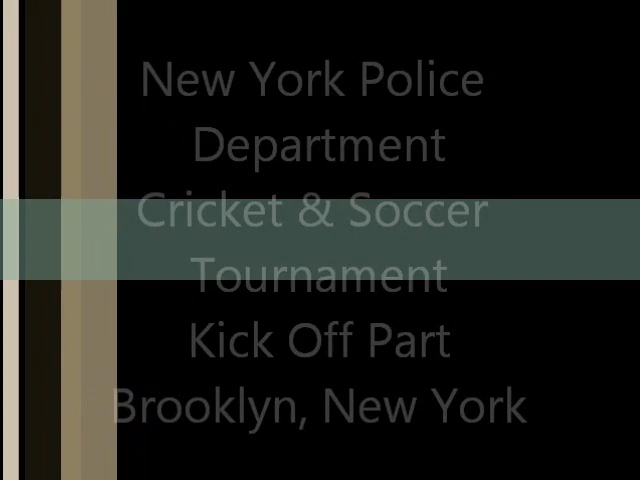 New York Police
Department
Cricket & Soccer
Tournament
Kick Off Part
Brooklyn, New York